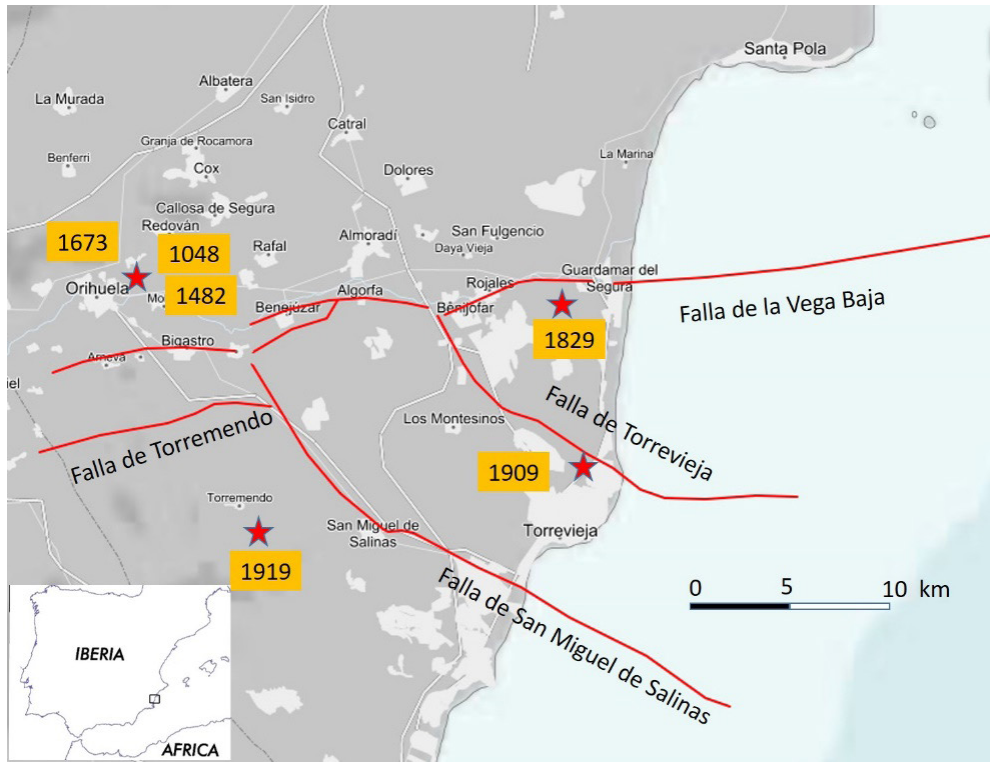 Santa Pola
Albatera
La Murada
San Isidro
Catral
Granja de Rocamora
Benferri
Cox
Dolores
La Marina
Callosa de Segura
Redován
1673
1048
Rafal
Almoradí
San Fulgencio
Daya Vieja
Orihuela
1482
Algorfa
Rojales
Guardamar del
Segura
Benejúzar
Benijofar
Falla de la Vega Baja
1829
Bigastro
Arneva
Falla de Torremendo
Los Montesinos
Falla de Torrevieja
1909
Torremendo
San Miguel de
Salinas
Torrevieja
1919
Falla de San Miguel de Salinas
0 5 10 km
IBERIA
AFRICA